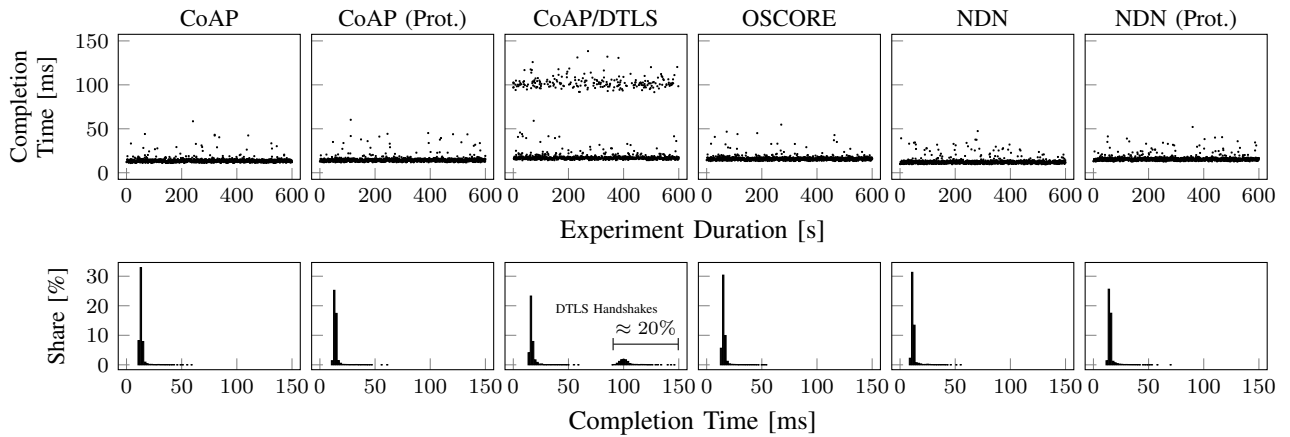 CoAP CoAP (Prot.) CoAP/DTLS OSCORE NDN NDN (Prot.)
Completion
Time [ms]
150
100
50
0
0 200 400 600 0 200 400 600 0 200 400 600 0 200 400 600 0 200 400 600 0 200 400 600
Experiment Duration [s]
Share [%]
30
20
10
0
DTLS Handshakes
≈ 20%
0 50 100 150 0 50 100 150 0 50 100 150 0 50 100 150 0 50 100 150 0 50 100 150
Completion Time [ms]